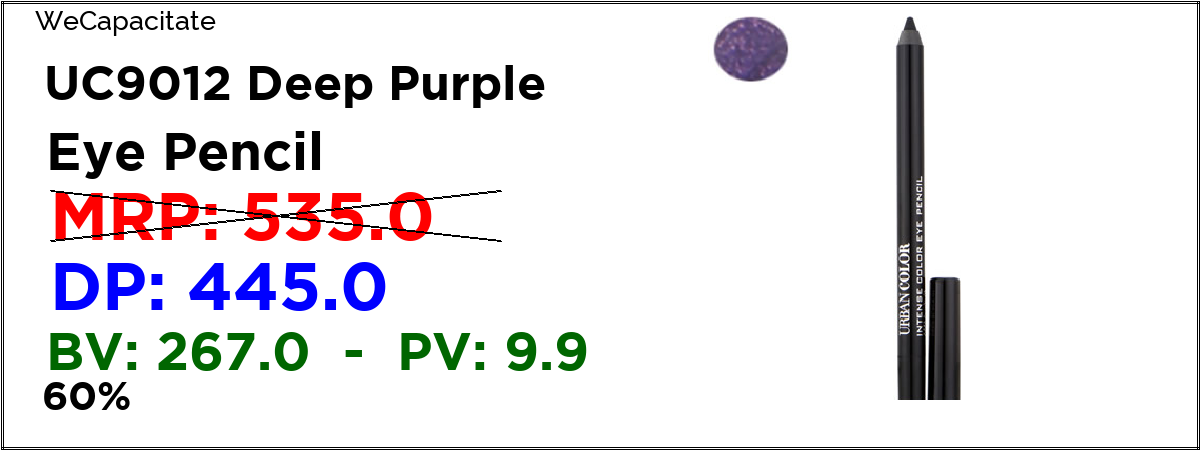 WeCapacitate
UC9012 Deep Purple
Eye Pencil
MRP: 535.0
DP: 445.0
BV: 267.0 - PV: 9.9
60%
URBAN COLOR
INTENSE COLOR EYE PENCIL